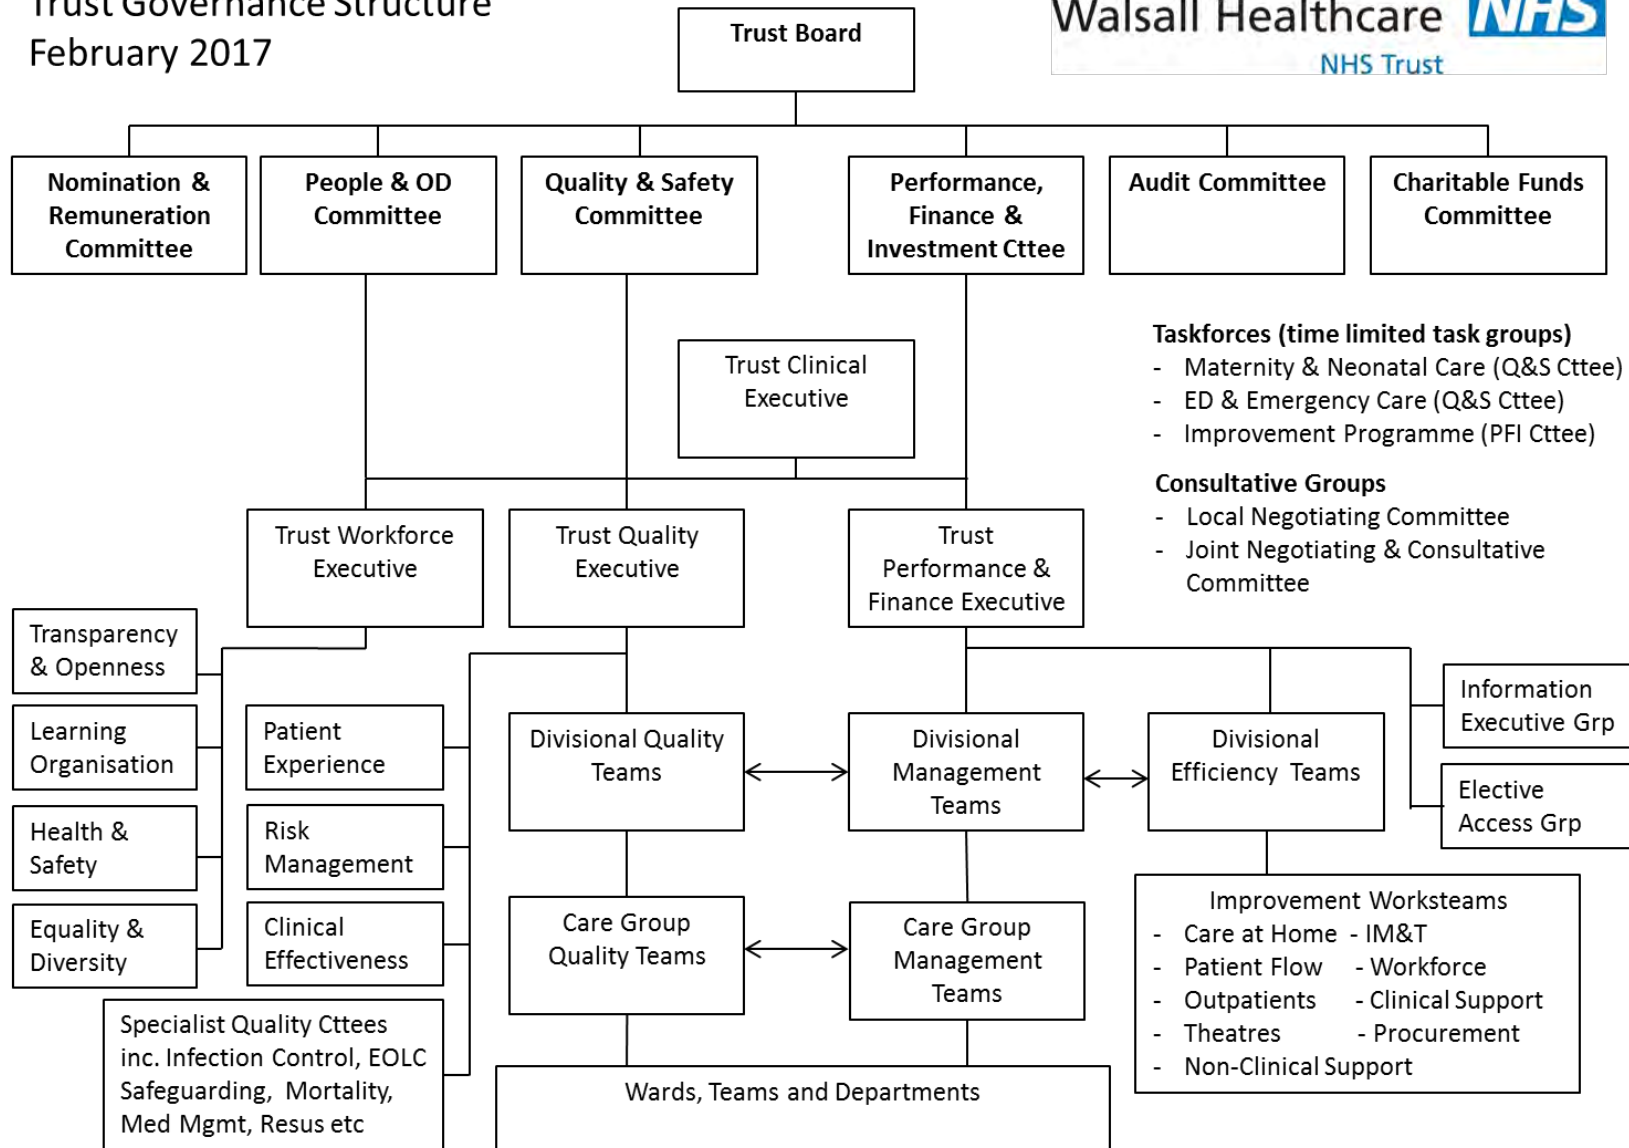 Trust Governance Structure
February 2017
Walsall Healthcare NHS
NHS Trust
Trust Board
Nomination &
Remuneration
Committee
People & OD
Committee
Quality & Safety
Committee
Performance,
Finance &
Investment Cttee
Audit Committee
Charitable Funds
Committee
Trust Clinical
Executive
Taskforces (time limited task groups)
- Maternity & Neonatal Care (Q&S Cttee)
- ED & Emergency Care (Q&S Cttee)
- Improvement Programme (PFI Cttee)
Consultative Groups
- Local Negotiating Committee
- Joint Negotiating & Consultative
Committee
Trust Workforce
Executive
Trust Quality
Executive
Trust
Performance &
Finance Executive
Transparency
& Openness
Learning
Organisation
Health &
Safety
Equality &
Diversity
Patient
Experience
Risk
Management
Clinical
Effectiveness
Specialist Quality Cttees
inc. Infection Control, EOLC
Safeguarding, Mortality,
Med Mgmt, Resus etc
Divisional Quality
Teams
Divisional
Management
Teams
Divisional
Efficiency Teams
Information
Executive Grp
Elective
Access Grp
Care Group
Quality Teams
Care Group
Management
Teams
Improvement Worksteams
- Care at Home - IM&T
- Patient Flow - Workforce
- Outpatients - Clinical Support
- Theatres - Procurement
- Non-Clinical Support
Wards, Teams and Departments